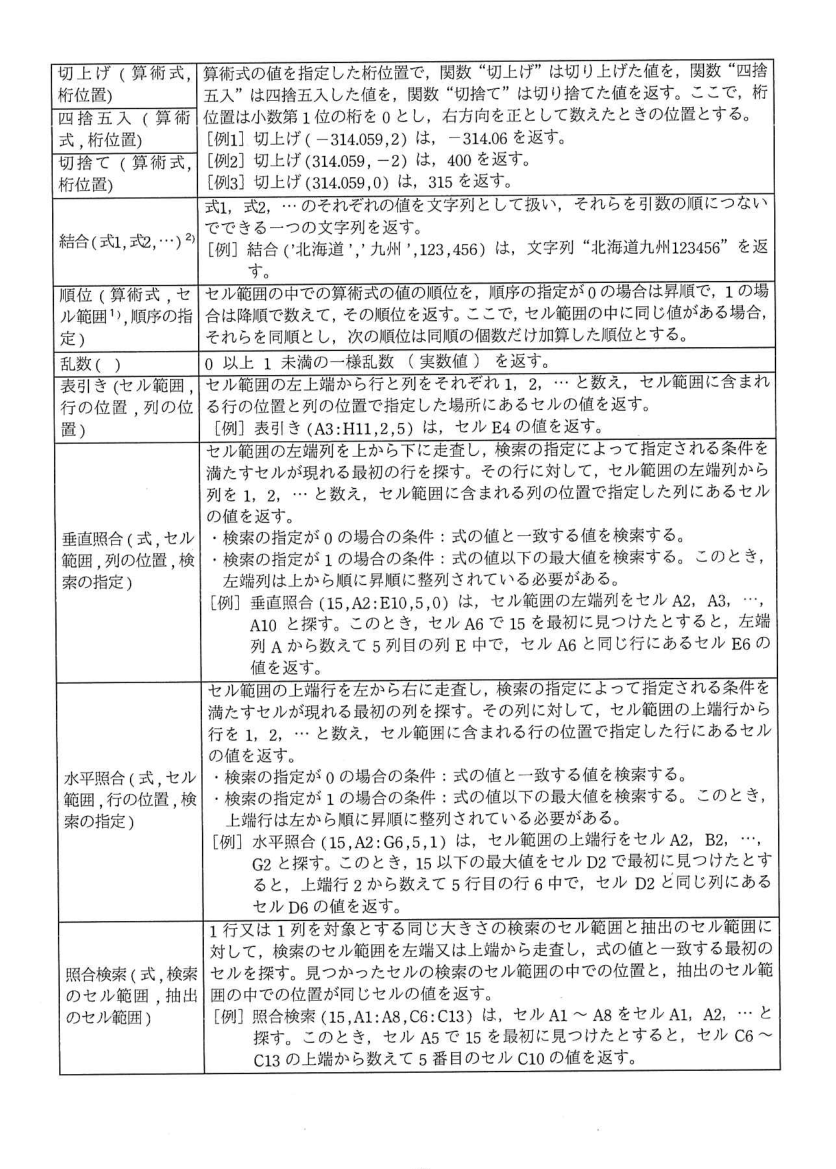 切上げ(算術式,
桁位置)
四捨五入(算術
式,桁位置)
切捨て(算術式,
桁位置)
算術式の値を指定した桁位置で，関数“切上げ”は切り上げた値を，関数“四捨
五入”は四捨五入した値を，関数“切捨て”は切り捨てた値を返す。ここで，桁
位置は小数第1位の桁を0とし，右方向を正として数えたときの位置とする。
［例1］切上げ(－314.059,2)は，－314.06を返す。
［例2］切上げ(314.059,－2)は，400を返す。
［例3］切上げ(314.059,0)は，315を返す。
結合(式1,式2,…)2)
式1，式2，…のそれぞれの値を文字列として扱い，それらを引数の順につない
でできる一つの文字列を返す。
［例］結合('北海道','九州',123,456)は，文字列“北海道九州123456”を返
す。
順位(算術式,セ
ル範囲1),順序の指
定)
セル範囲の中での算術式の値の順位を，順序の指定が0の場合は昇順で，1の場
合は降順で数えて，その順位を返す。ここで，セル範囲の中に同じ値がある場合，
それらを同順とし，次の順位は同順の個数だけ加算した順位とする。
乱数( )
0 以上 1 未満の一様乱数（実数値）を返す。
表引き(セル範囲,
行の位置,列の位
置)
セル範囲の左上端から行と列をそれぞれ1，2，…と数え，セル範囲に含まれ
る行の位置と列の位置で指定した場所にあるセルの値を返す。
［例］表引き(A3:H11,2,5)は，セルE4の値を返す。
垂直照合(式,セル
範囲,列の位置,検
索の指定)
セル範囲の左端列を上から下に走査し，検索の指定によって指定される条件を
満たすセルが現れる最初の行を探す。その行に対して，セル範囲の左端列から
列を1，2，…と数え，セル範囲に含まれる列の位置で指定した列にあるセル
の値を返す。
・検索の指定が0の場合の条件：式の値と一致する値を検索する。
・検索の指定が1の場合の条件：式の値以下の最大値を検索する。このとき，
左端列は上から順に昇順に整列されている必要がある。
［例］垂直照合(15,A2:E10,5,0)は，セル範囲の左端列をセルA2，A3，…，
A10と探す。このとき，セルA6で15を最初に見つけたとすると，左端
列Aから数えて5列目の列E中で，セルA6と同じ行にあるセルE6の
値を返す。
水平照合(式,セル
範囲,行の位置,検
索の指定)
セル範囲の上端行を左から右に走査し，検索の指定によって指定される条件を
満たすセルが現れる最初の列を探す。その列に対して，セル範囲の上端行から
行を1，2，…と数え，セル範囲に含まれる行の位置で指定した行にあるセル
の値を返す。
・検索の指定が0の場合の条件：式の値と一致する値を検索する。
・検索の指定が1の場合の条件：式の値以下の最大値を検索する。このとき，
上端行は左から順に昇順に整列されている必要がある。
［例］水平照合(15,A2:G6,5,1)は，セル範囲の上端行をセルA2，B2，…，
G2と探す。このとき，15以下の最大値をセルD2で最初に見つけたとす
ると，上端行2から数えて5行目の行6中で，セル D2と同じ列にある
セルD6の値を返す。
照合検索(式,検索
のセル範囲,抽出
のセル範囲)
1行又は1列を対象とする同じ大きさの検索のセル範囲と抽出のセル範囲に
対して，検索のセル範囲を左端又は上端から走査し，式の値と一致する最初の
セルを探す。見つかったセルの検索のセル範囲の中での位置と，抽出のセル範
囲の中での位置が同じセルの値を返す。
［例］照合検索(15,A1:A8,C6:C13)は，セルA1～A8をセルA1，A2，…と
探す。このとき，セルA5で15を最初に見つけたとすると，セルC6～
C13の上端から数えて5番目のセルC10の値を返す。